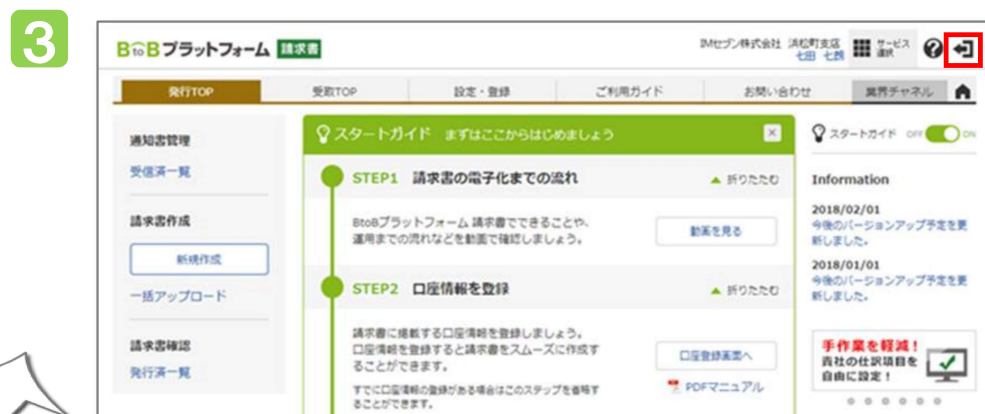 3
BtoBプラットフォーム 請求書
IMセブン株式会社 浜松町支店
七田 七朗
サービス
選択
発行TOP 受取TOP 設定・登録 ご利用ガイド お問い合わせ 業界チャネル
通知書管理
受信済一覧
請求書作成
新規作成
一括アップロード
請求書確認
発行済一覧
スタートガイド まずはここからはじめましょう
STEP1 請求書の電子化までの流れ
折りたたむ
BtoBプラットフォーム 請求書でできることや、
運用までの流れなどを動画で確認しましょう。
動画を見る
STEP2 口座情報を登録
折りたたむ
請求書に掲載する口座情報を登録しましょう。
口座情報を登録すると請求書をスムーズに作成す
ることができます。
すでに口座情報の登録がある場合はこのステップを省略す
ることができます。
口座登録画面へ
PDFマニュアル
スタートガイド OFF ON
Information
2018/02/01
今後のバージョンアップ予定を更
新しました。
2018/01/01
今後のバージョンアップ予定を更
新しました。
手作業を軽減!
貴社の仕訳項目を
自由に設定!